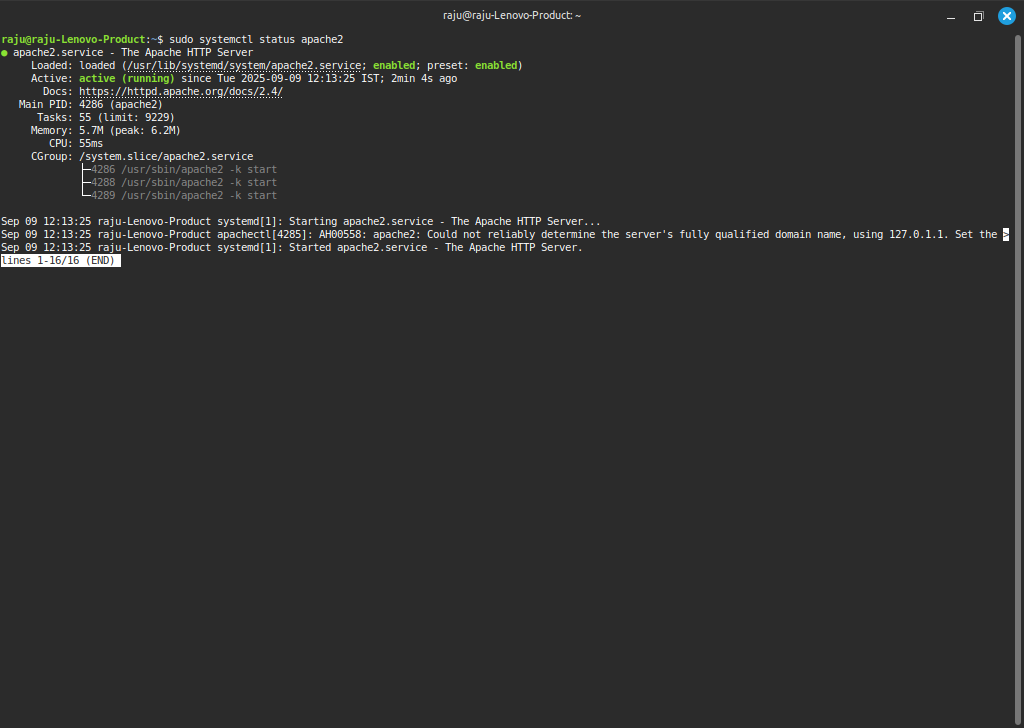 raju@raju-Lenovo-Product: ~
raju@raju-Lenovo-Product:~$ sudo systemctl status apache2
● apache2.service - The Apache HTTP Server
     Loaded: loaded (/usr/lib/systemd/system/apache2.service; enabled; preset: enabled)
     Active: active (running) since Tue 2025-09-09 12:13:25 IST; 2min 4s ago
       Docs: https://httpd.apache.org/docs/2.4/
   Main PID: 4286 (apache2)
      Tasks: 55 (limit: 9229)
     Memory: 5.7M (peak: 6.2M)
        CPU: 55ms
     CGroup: /system.slice/apache2.service
             ├─4286 /usr/sbin/apache2 -k start
             ├─4288 /usr/sbin/apache2 -k start
             └─4289 /usr/sbin/apache2 -k start
Sep 09 12:13:25 raju-Lenovo-Product systemd[1]: Starting apache2.service - The Apache HTTP Server...
Sep 09 12:13:25 raju-Lenovo-Product apachectl[4285]: AH00558: apache2: Could not reliably determine the server's fully qualified domain name, using 127.0.1.1. Set the >
Sep 09 12:13:25 raju-Lenovo-Product systemd[1]: Started apache2.service - The Apache HTTP Server.
lines 1-16/16 (END)